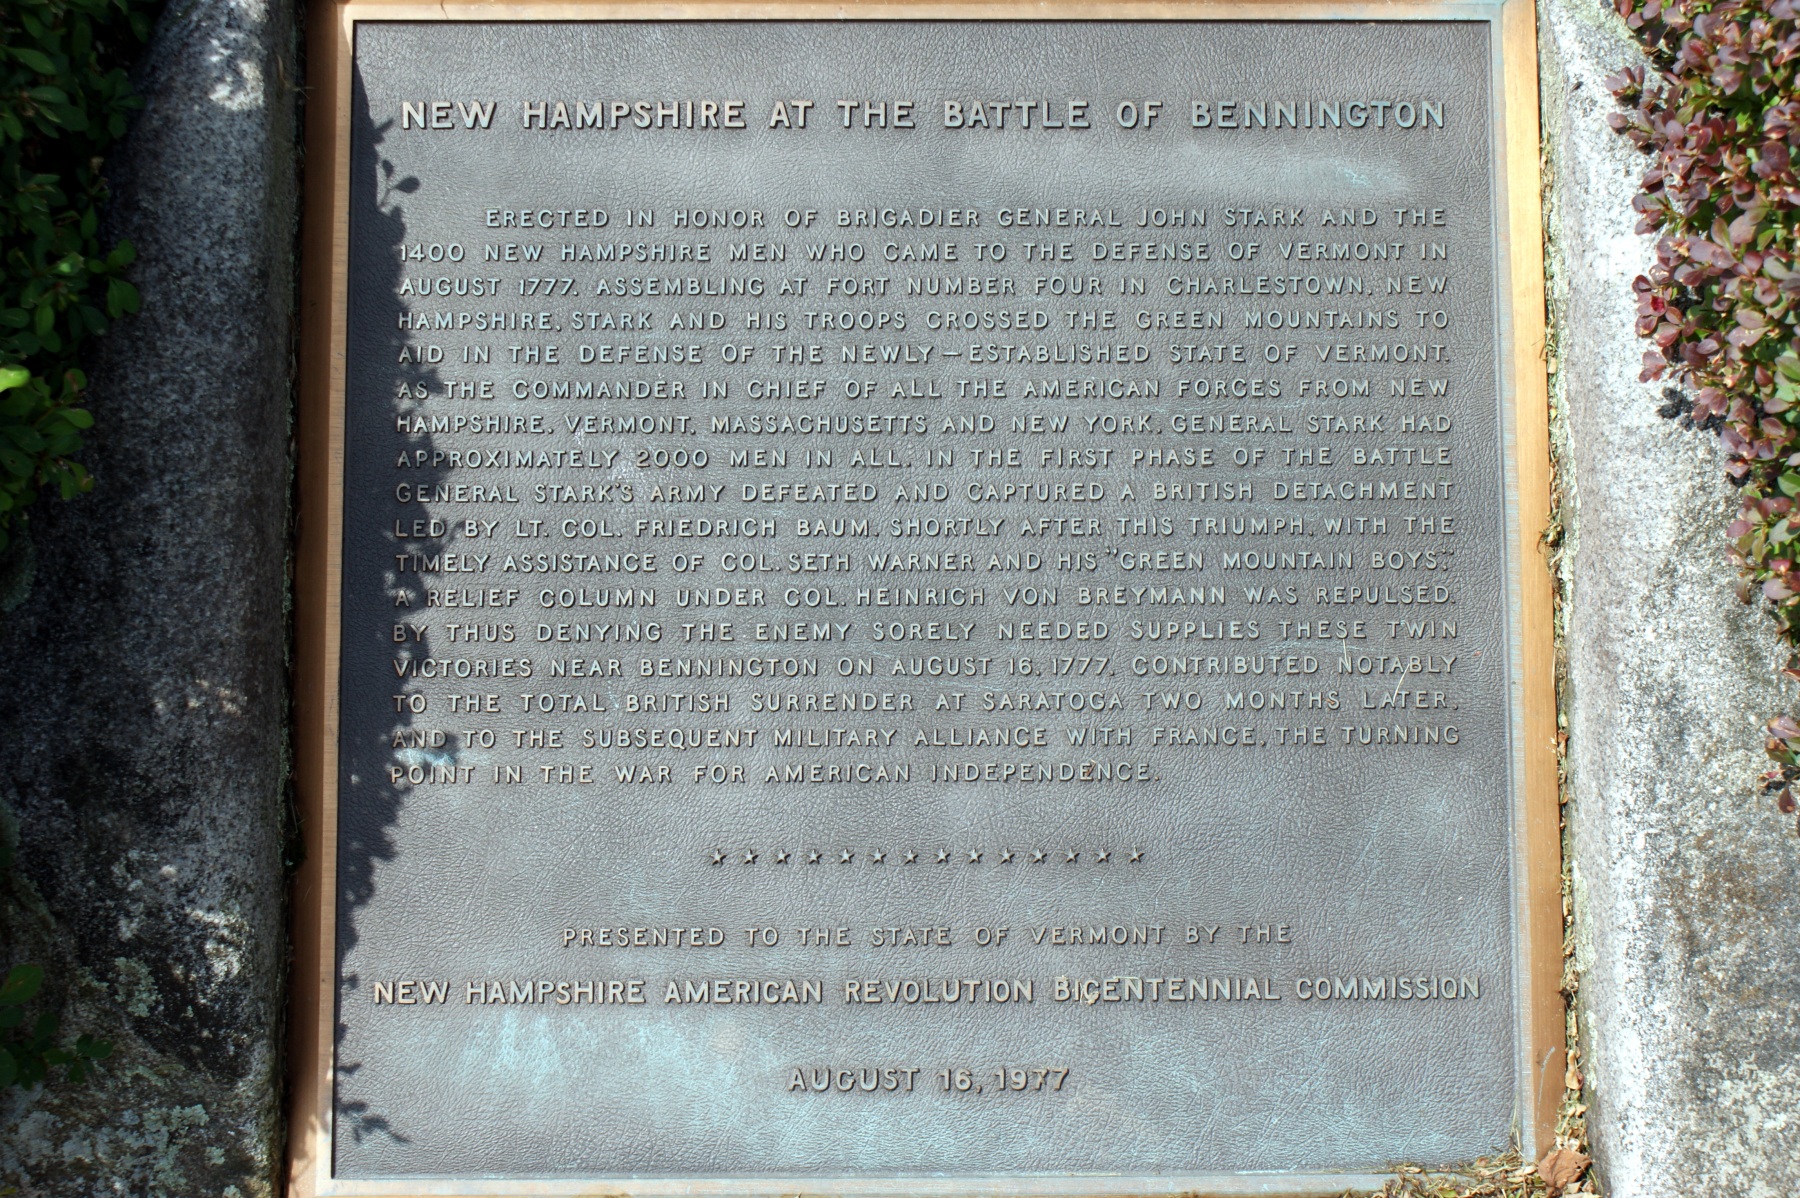 NEW HAMPSHIRE AT THE BATTLE OF BENNINGTON
ERECTED IN HONOR OF BRIGADIER GENERAL JOHN STARK AND THE
1400 NEW HAMPSHIRE MEN WHO CAME TO THE DEFENSE OF VERMONT IN
AUGUST 1777. ASSEMBLING AT FORT NUMBER FOUR IN CHARLESTOWN, NEW
HAMPSHIRE, STARK AND HIS TROOPS CROSSED THE GREEN MOUNTAINS TO
AID IN THE DEFENSE OF THE NEWLY-ESTABLISHED STATE OF VERMONT.
AS THE COMMANDER IN CHIEF OF ALL THE AMERICAN FORCES FROM NEW
HAMPSHIRE, VERMONT, MASSACHUSETTS AND NEW YORK, GENERAL STARK HAD
APPROXIMATELY 2000 MEN IN ALL. IN THE FIRST PHASE OF THE BATTLE
GENERAL STARK'S ARMY DEFEATED AND CAPTURED A BRITISH DETACHMENT
LED BY LT. COL. FRIEDRICH BAUM. SHORTLY AFTER THIS TRIUMPH, WITH THE
TIMELY ASSISTANCE OF COL. SETH WARNER AND HIS "GREEN MOUNTAIN BOYS",
A RELIEF COLUMN UNDER COL. HEINRICH VON BREYMANN WAS REPULSED.
BY THUS DENYING THE ENEMY SORELY NEEDED SUPPLIES THESE TWIN
VICTORIES NEAR BENNINGTON ON AUGUST 16, 1777, CONTRIBUTED NOTABLY
TO THE TOTAL BRITISH SURRENDER AT SARATOGA TWO MONTHS LATER,
AND TO THE SUBSEQUENT MILITARY ALLIANCE WITH FRANCE, THE TURNING
POINT IN THE WAR FOR AMERICAN INDEPENDENCE.
★ ★ ★ ★ ★ ★ ★ ★ ★ ★ ★ ★ ★ ★
PRESENTED TO THE STATE OF VERMONT BY THE
NEW HAMPSHIRE AMERICAN REVOLUTION BICENTENNIAL COMMISSION
AUGUST 16, 1977